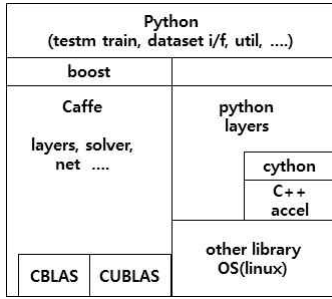 Python
(testm train, dataset i/f, util, ....)
boost
Caffe
layers, solver,
net ....
python
layers
cython
C++
accel
other library
OS(linux)
CBLAS
CUBLAS